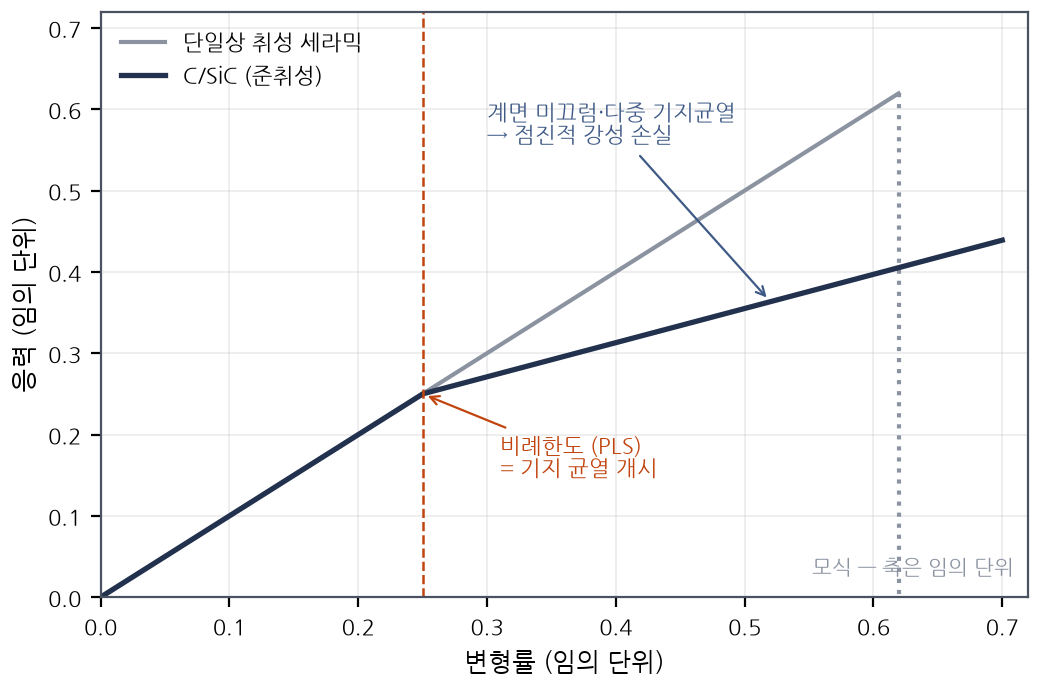 단일상 취성 세라믹
C/SiC (준취성)
계면 미끄럼·다중 기지균열
→ 점진적 강성 손실
비례한도 (PLS)
= 기지 균열 개시
모식 — 축은 임의 단위
응력 (임의 단위)
0.7
0.6
0.5
0.4
0.3
0.2
0.1
0.0
0.0 0.1 0.2 0.3 0.4 0.5 0.6 0.7
변형률 (임의 단위)